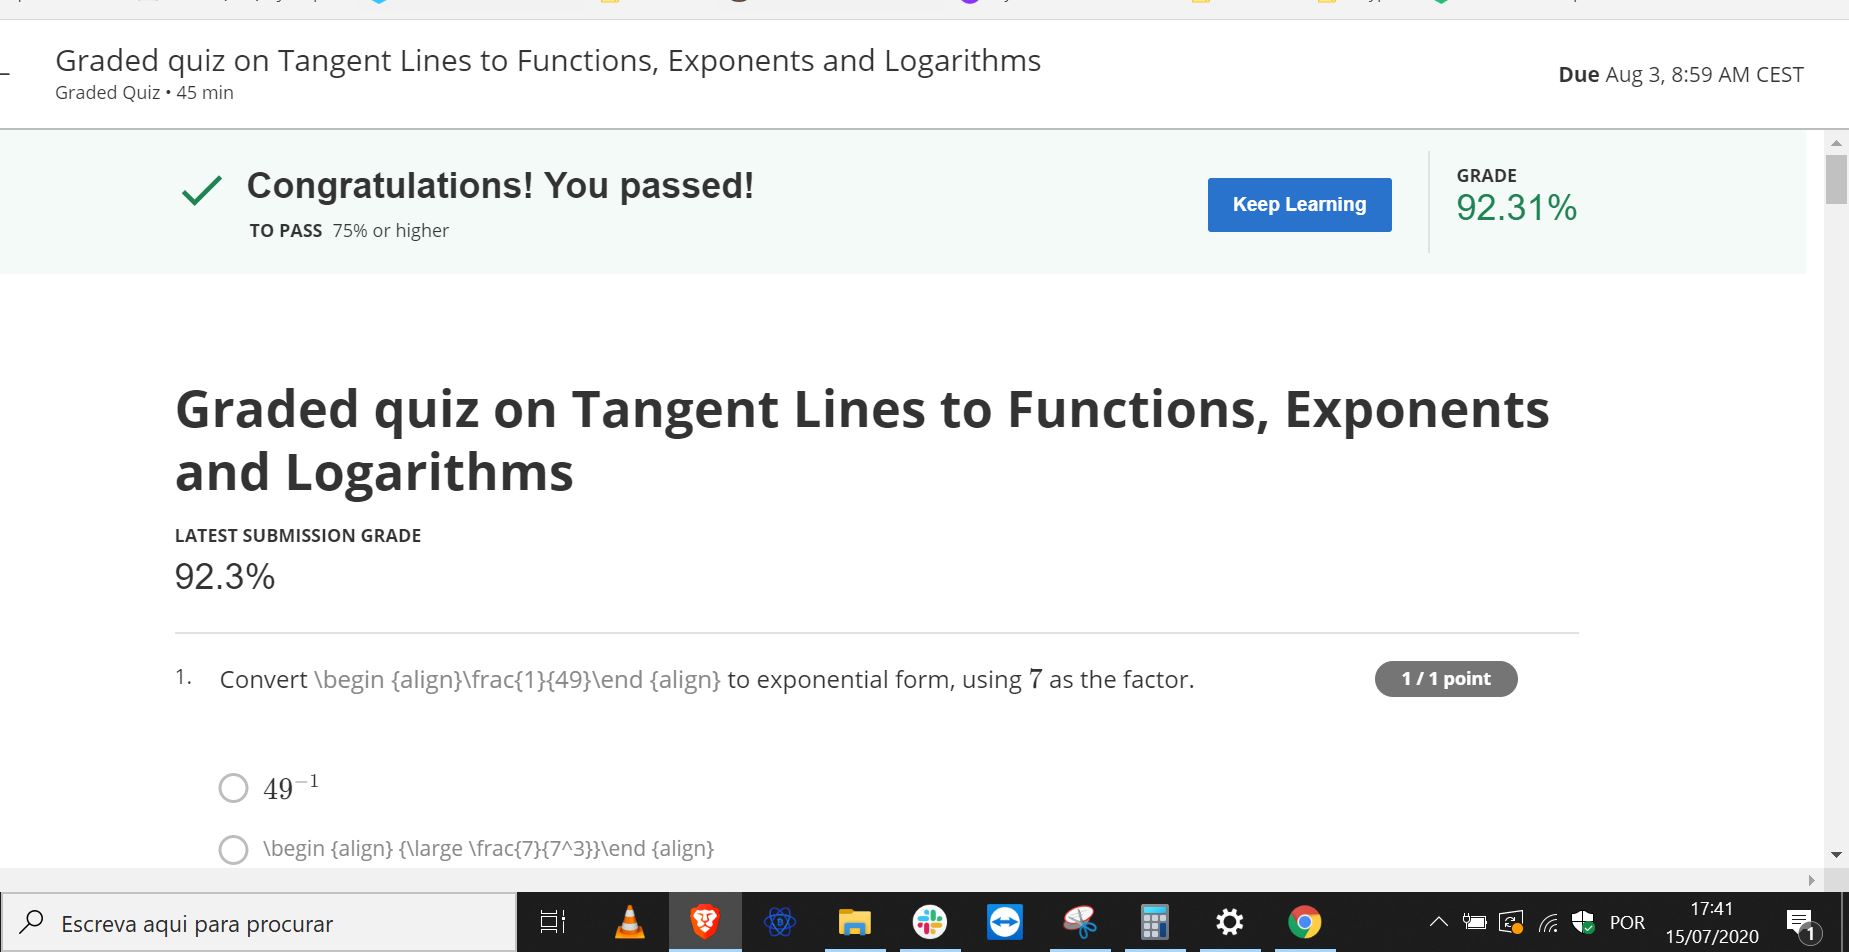 Graded quiz on Tangent Lines to Functions, Exponents and Logarithms
Graded Quiz • 45 min
Due Aug 3, 8:59 AM CEST
Congratulations! You passed!
TO PASS 75% or higher
Keep Learning
GRADE
92.31%
Graded quiz on Tangent Lines to Functions, Exponents
and Logarithms
LATEST SUBMISSION GRADE
92.3%
1. Convert \begin {align}\frac{1}{49}\end {align} to exponential form, using 7 as the factor.
1 / 1 point
49⁻¹
\begin {align} {\large \frac{7}{7^3}}\end {align}
Escreva aqui para procurar
POR
17:41
15/07/2020
1